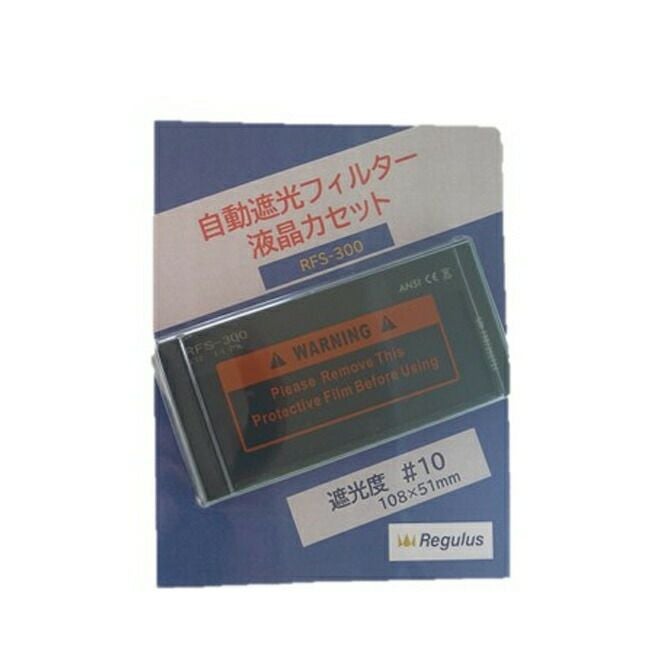 自動遮光フィルター
液晶カセット
RFS-300
ANSI CE
RFS-300
WARNING
Please Remove This
Protective Film Before Using
遮光度 #10
108×51mm
Regulus